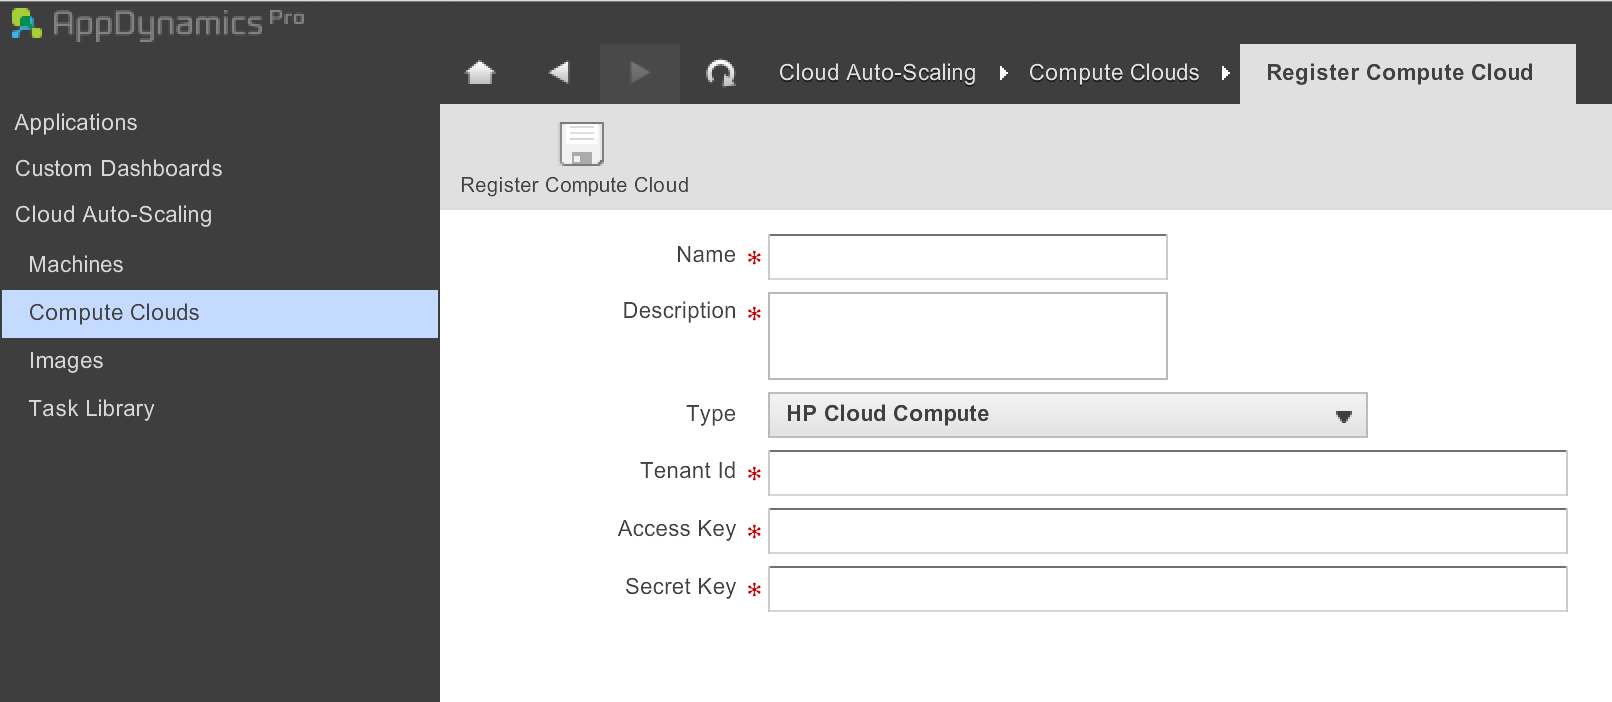 AppDynamics Pro
Cloud Auto-Scaling Compute Clouds Register Compute Cloud
Applications
Custom Dashboards
Cloud Auto-Scaling
Machines
Compute Clouds
Images
Task Library
Register Compute Cloud
Name *
Description *
Type HP Cloud Compute
Tenant Id *
Access Key *
Secret Key *